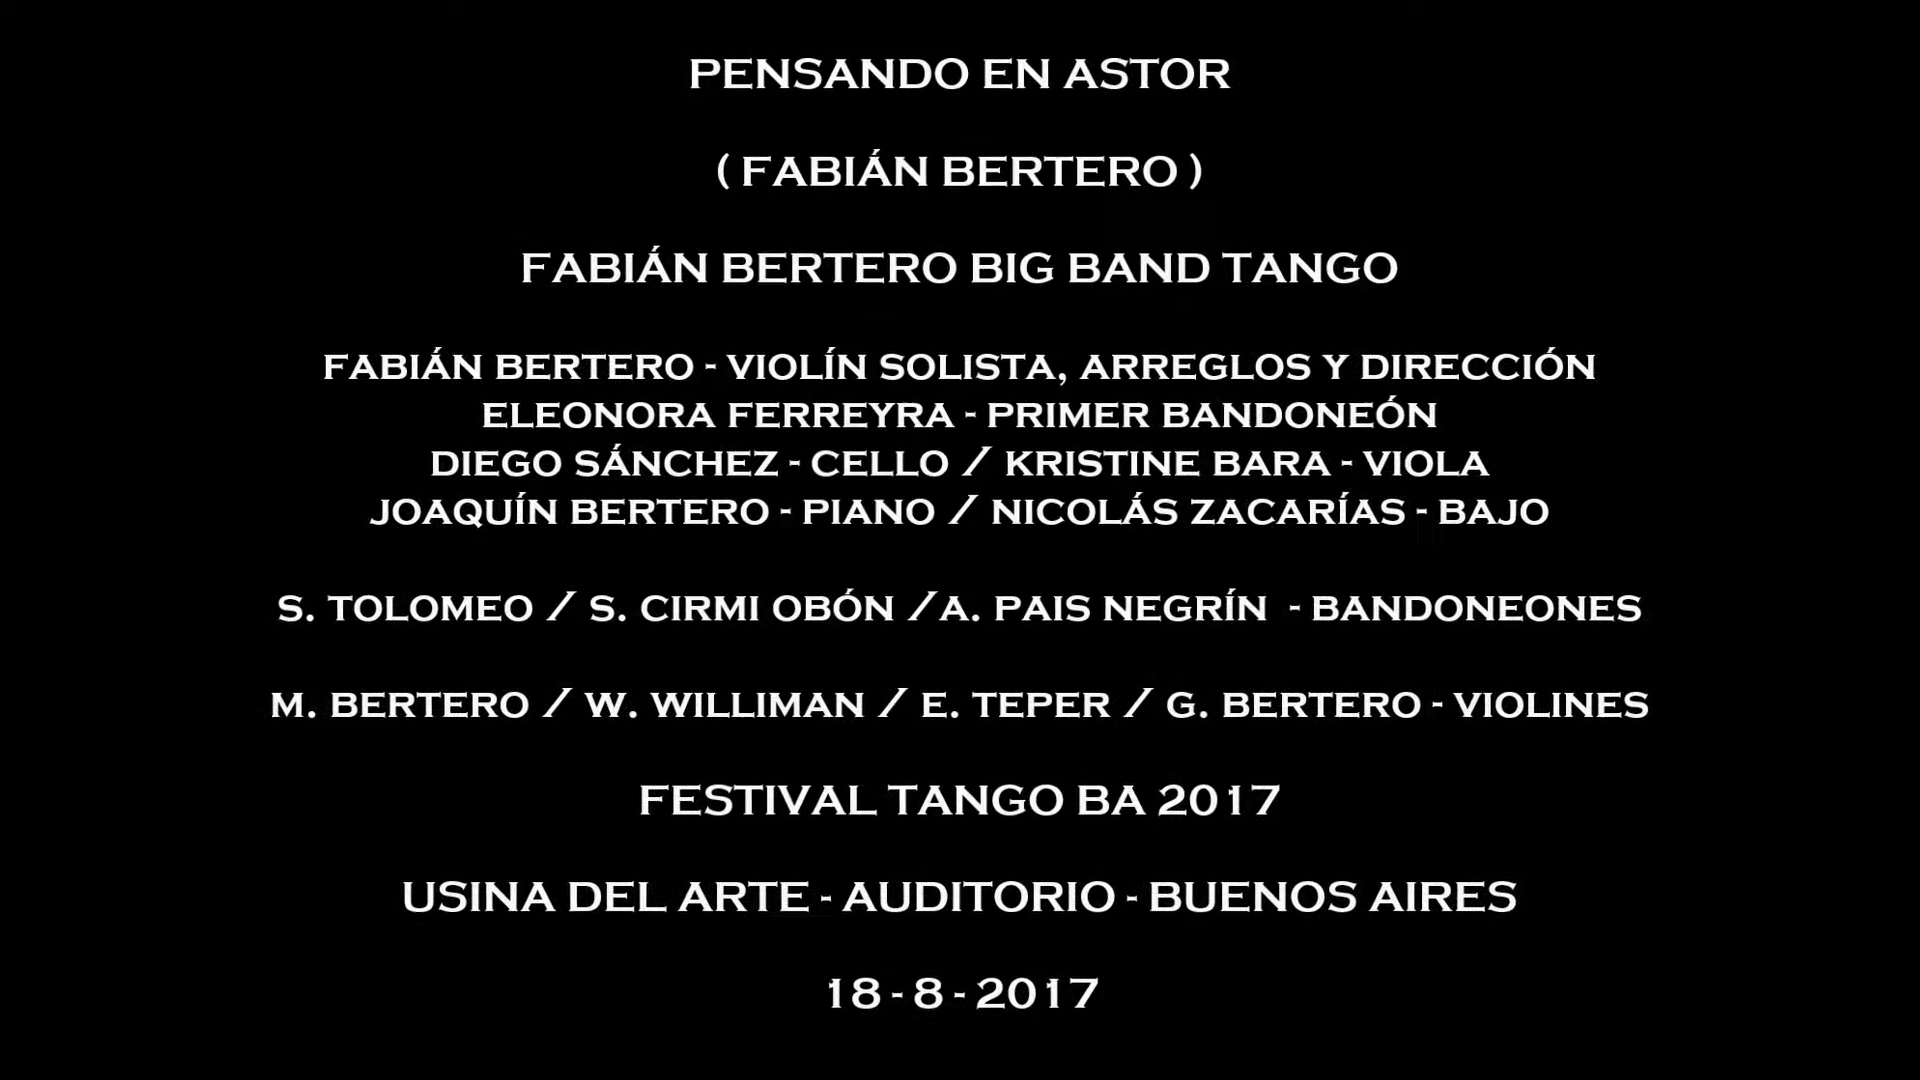 PENSANDO EN ASTOR
( FABIÁN BERTERO )
FABIÁN BERTERO BIG BAND TANGO
FABIÁN BERTERO - VIOLÍN SOLISTA, ARREGLOS Y DIRECCIÓN
ELEONORA FERREYRA - PRIMER BANDONEÓN
DIEGO SÁNCHEZ - CELLO / KRISTINE BARA - VIOLA
JOAQUÍN BERTERO - PIANO / NICOLÁS ZACARÍAS - BAJO
S. TOLOMEO / S. CIRMI OBÓN /A. PAIS NEGRÍN  - BANDONEONES
M. BERTERO / W. WILLIMAN / E. TEPER / G. BERTERO - VIOLINES
FESTIVAL TANGO BA 2017
USINA DEL ARTE - AUDITORIO - BUENOS AIRES
18 - 8 - 2017